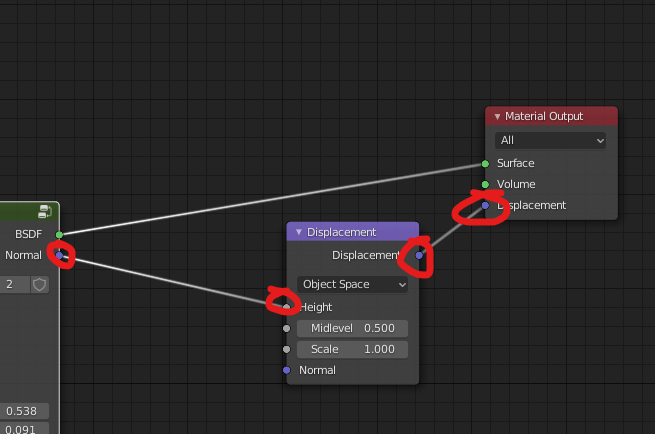 Material Output
All
Surface
Volume
Displacement
BSDF
Normal
2
Displacement
Displacement
Object Space
Height
Midlevel 0.500
Scale 1.000
Normal
0.538
0.091